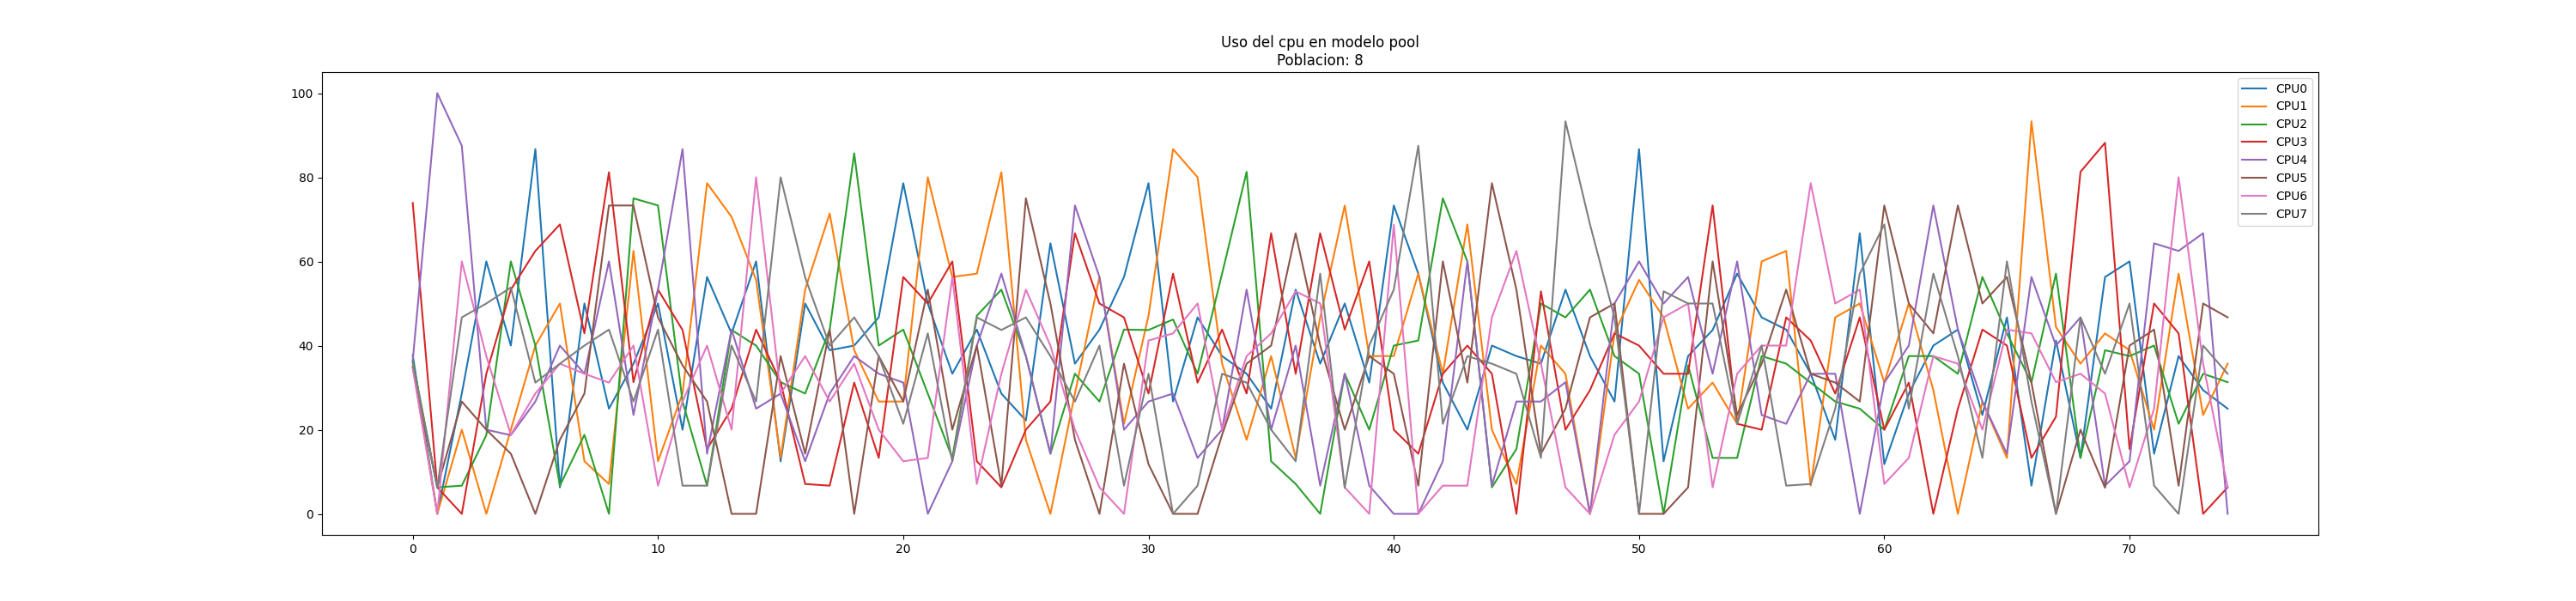 Uso del cpu en modelo pool
Poblacion: 8
100
80
60
40
20
0
0 10 20 30 40 50 60 70
CPU0
CPU1
CPU2
CPU3
CPU4
CPU5
CPU6
CPU7